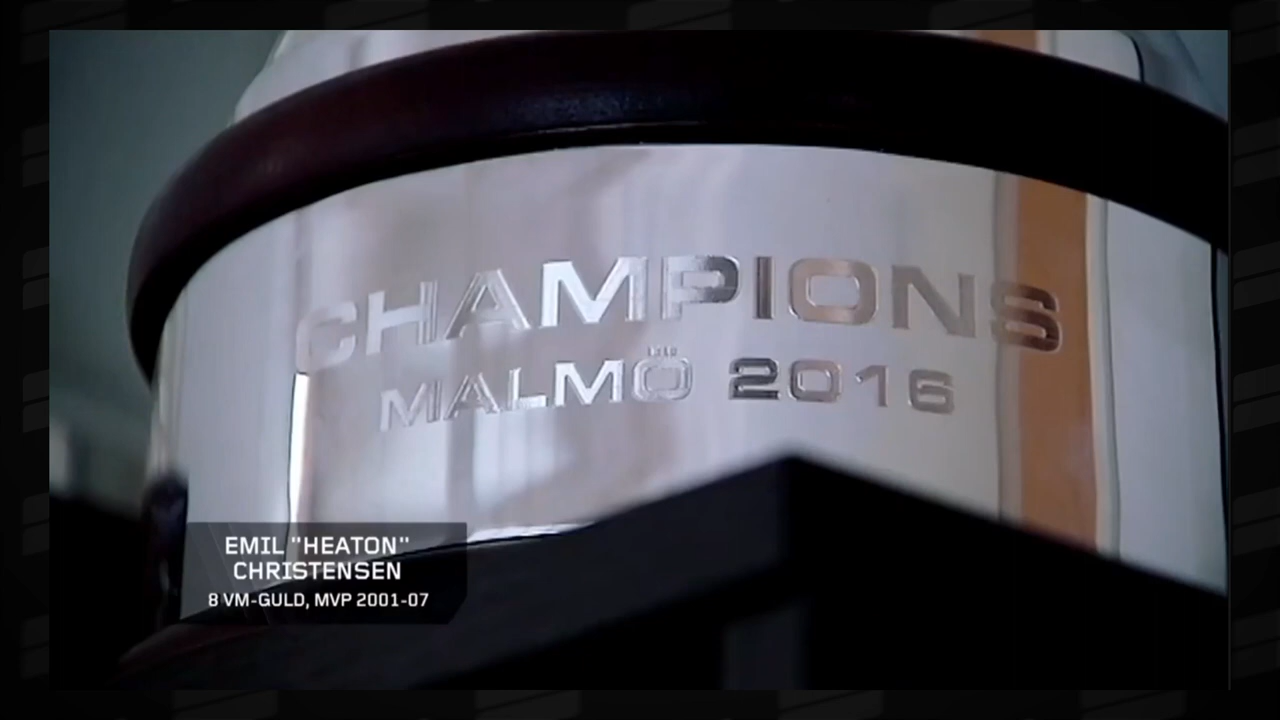 CHAMPIONS
MALMÖ 2016
EMIL "HEATON"
CHRISTENSEN
8 VM-GULD, MVP 2001-07